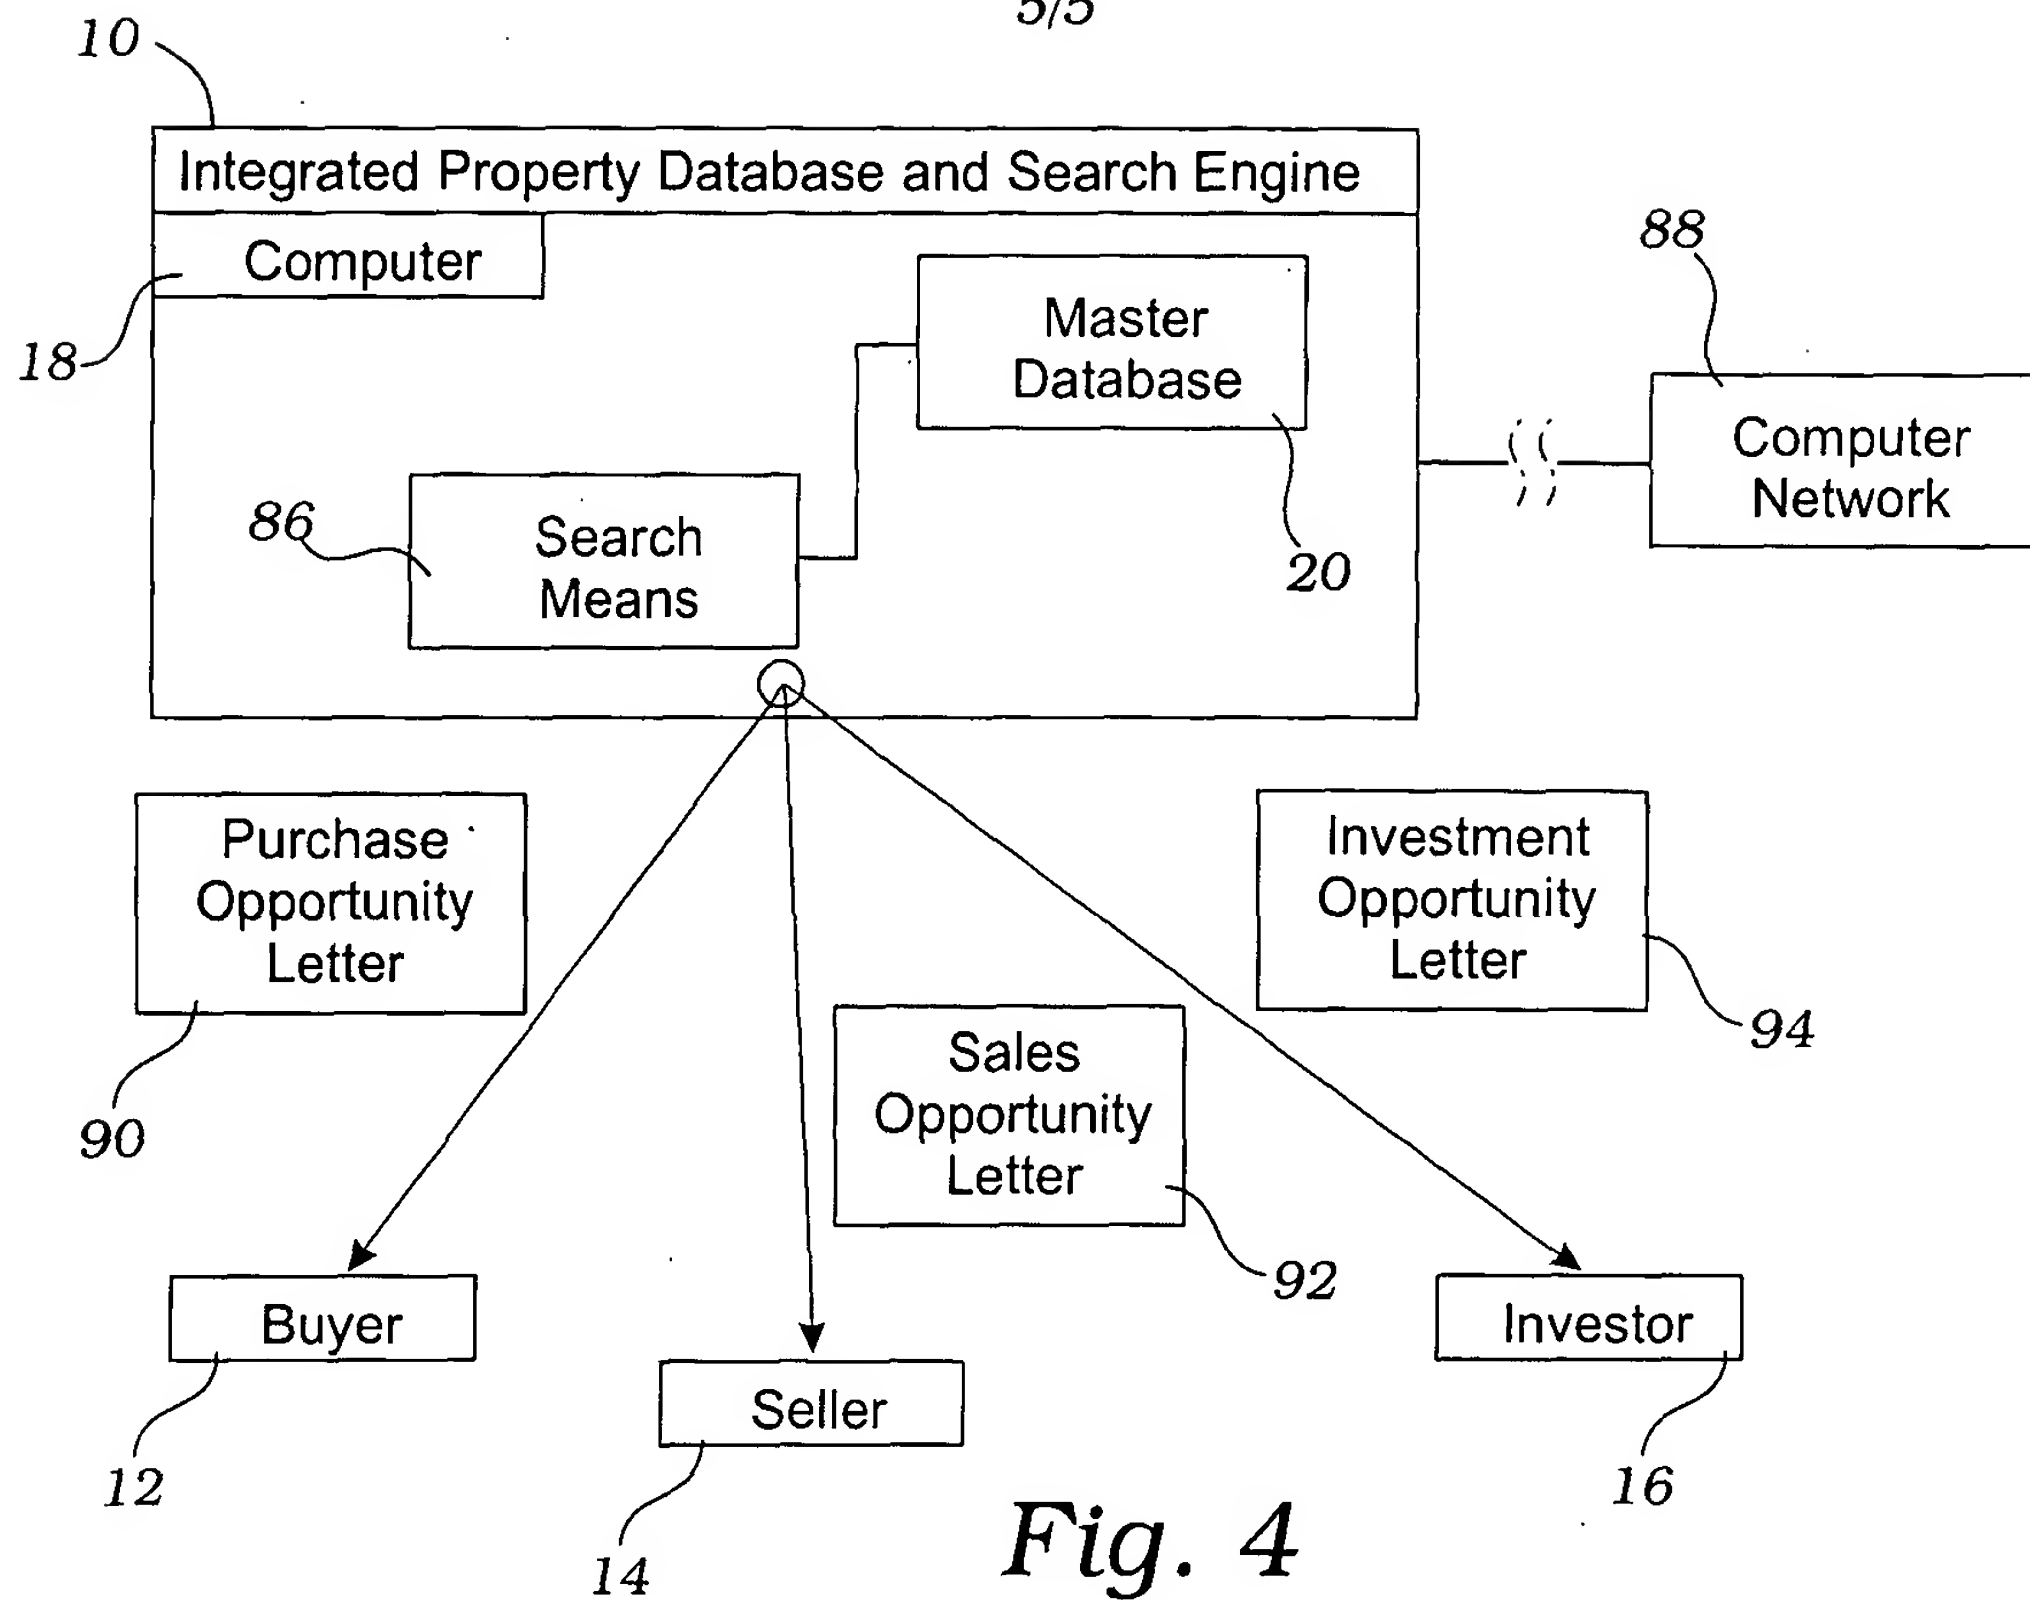 5/5
10
Integrated Property Database and Search Engine
Computer
88
18
Master
Database
Computer
Network
86
Search
Means
20
Purchase
Opportunity
Letter
Investment
Opportunity
Letter
94
90
Sales
Opportunity
Letter
92
Buyer
Investor
Seller
12
16
14
Fig. 4